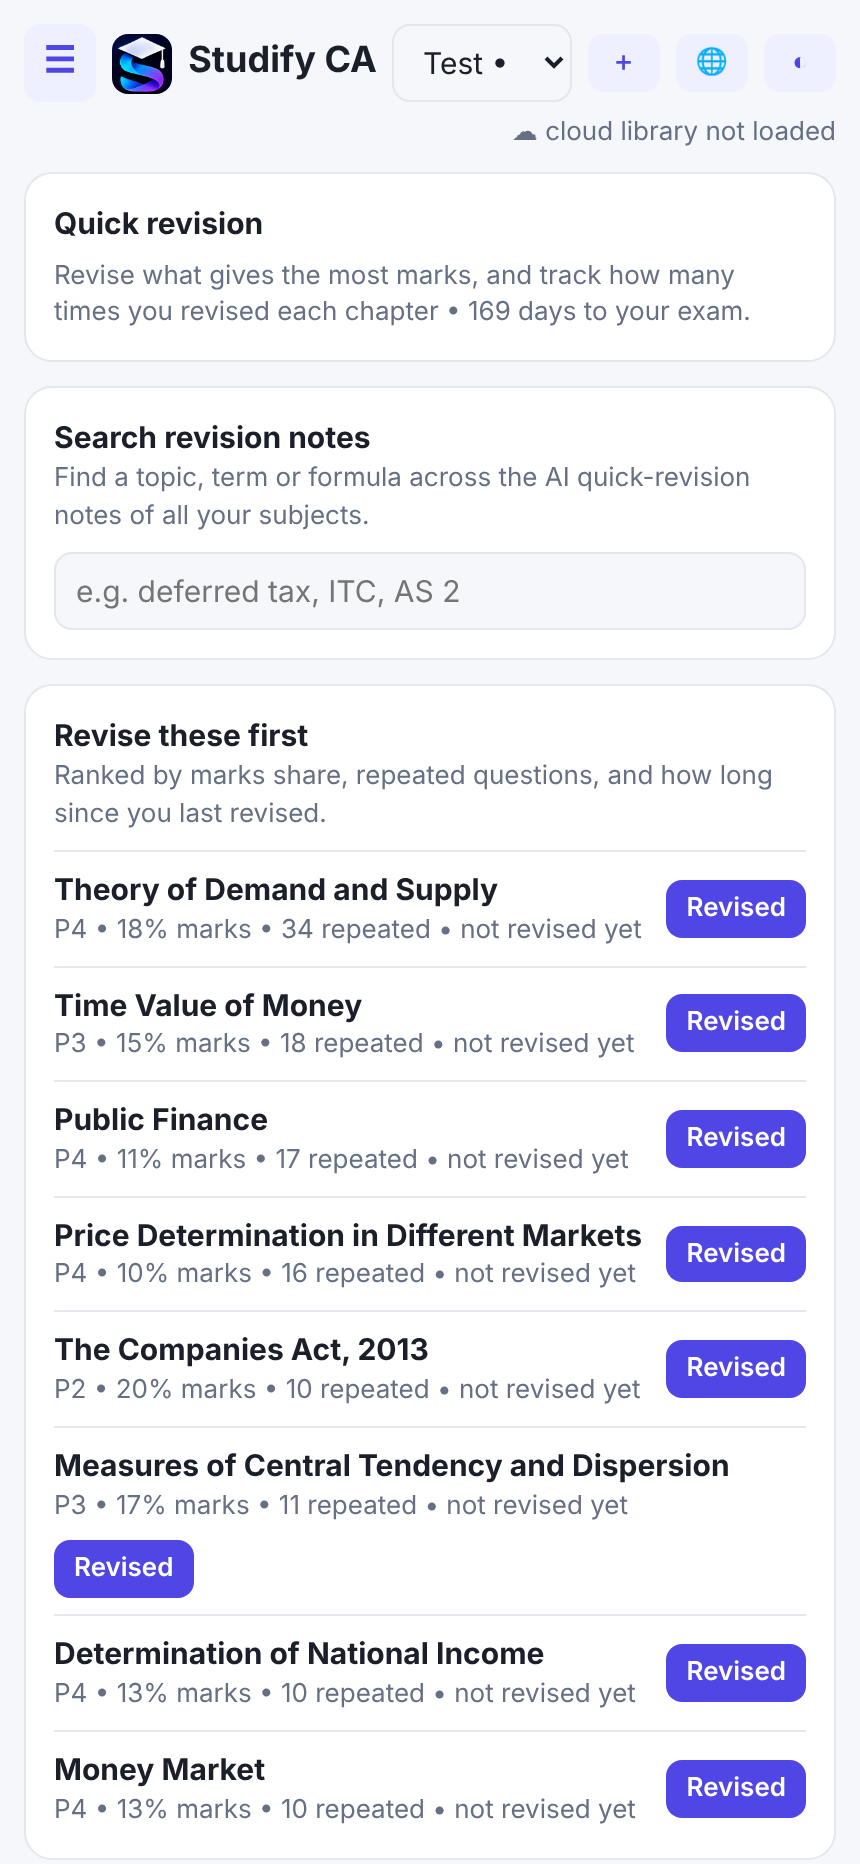 Studify CA
Test •
+
☁ cloud library not loaded
Quick revision
Revise what gives the most marks, and track how many
times you revised each chapter • 169 days to your exam.
Search revision notes
Find a topic, term or formula across the AI quick-revision
notes of all your subjects.
e.g. deferred tax, ITC, AS 2
Revise these first
Ranked by marks share, repeated questions, and how long
since you last revised.
Theory of Demand and Supply
P4 • 18% marks • 34 repeated • not revised yet
Revised
Time Value of Money
P3 • 15% marks • 18 repeated • not revised yet
Revised
Public Finance
P4 • 11% marks • 17 repeated • not revised yet
Revised
Price Determination in Different Markets
P4 • 10% marks • 16 repeated • not revised yet
Revised
The Companies Act, 2013
P2 • 20% marks • 10 repeated • not revised yet
Revised
Measures of Central Tendency and Dispersion
P3 • 17% marks • 11 repeated • not revised yet
Revised
Determination of National Income
P4 • 13% marks • 10 repeated • not revised yet
Revised
Money Market
P4 • 13% marks • 10 repeated • not revised yet
Revised